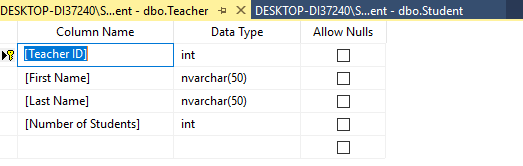 DESKTOP-DI37240\S...ent - dbo.Teacher DESKTOP-DI37240\S...ent - dbo.Student
Column Name Data Type Allow Nulls
[Teacher ID] int
[First Name] nvarchar(50)
[Last Name] nvarchar(50)
[Number of Students] int